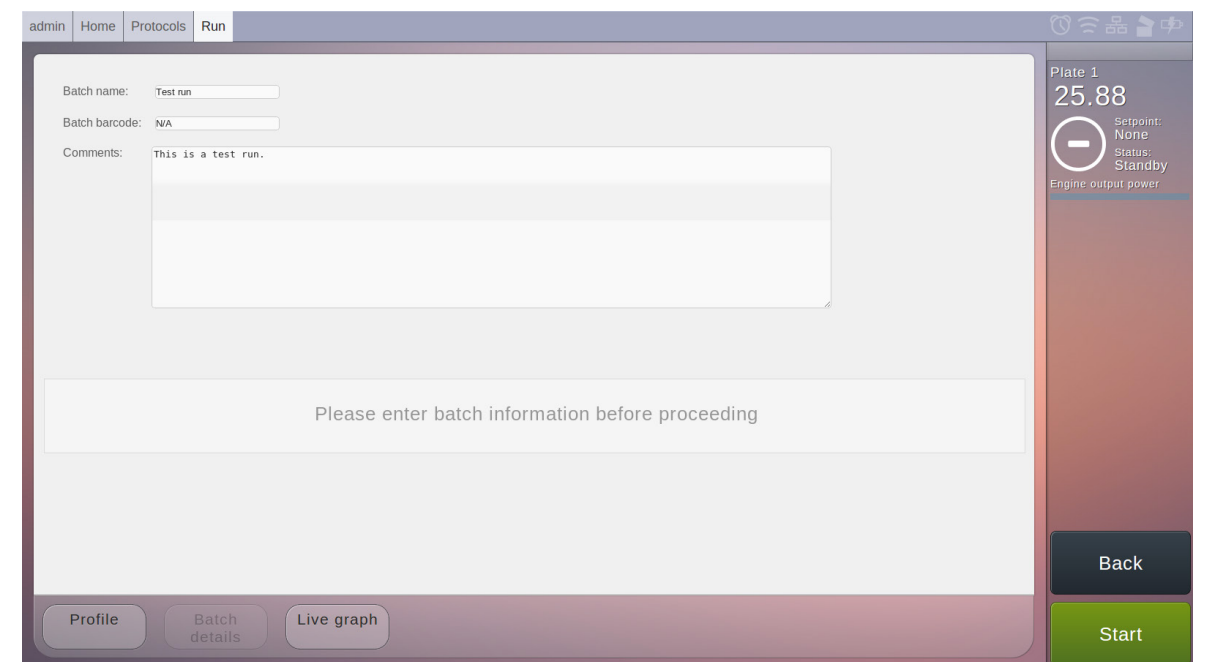 admin Home Protocols Run
Batch name: Test run
Batch barcode: N/A
Comments: This is a test run.
Please enter batch information before proceeding
Profile
Batch
details
Live graph
Plate 1
25.88
Setpoint:
None
Status:
Standby
Engine output power
Back
Start